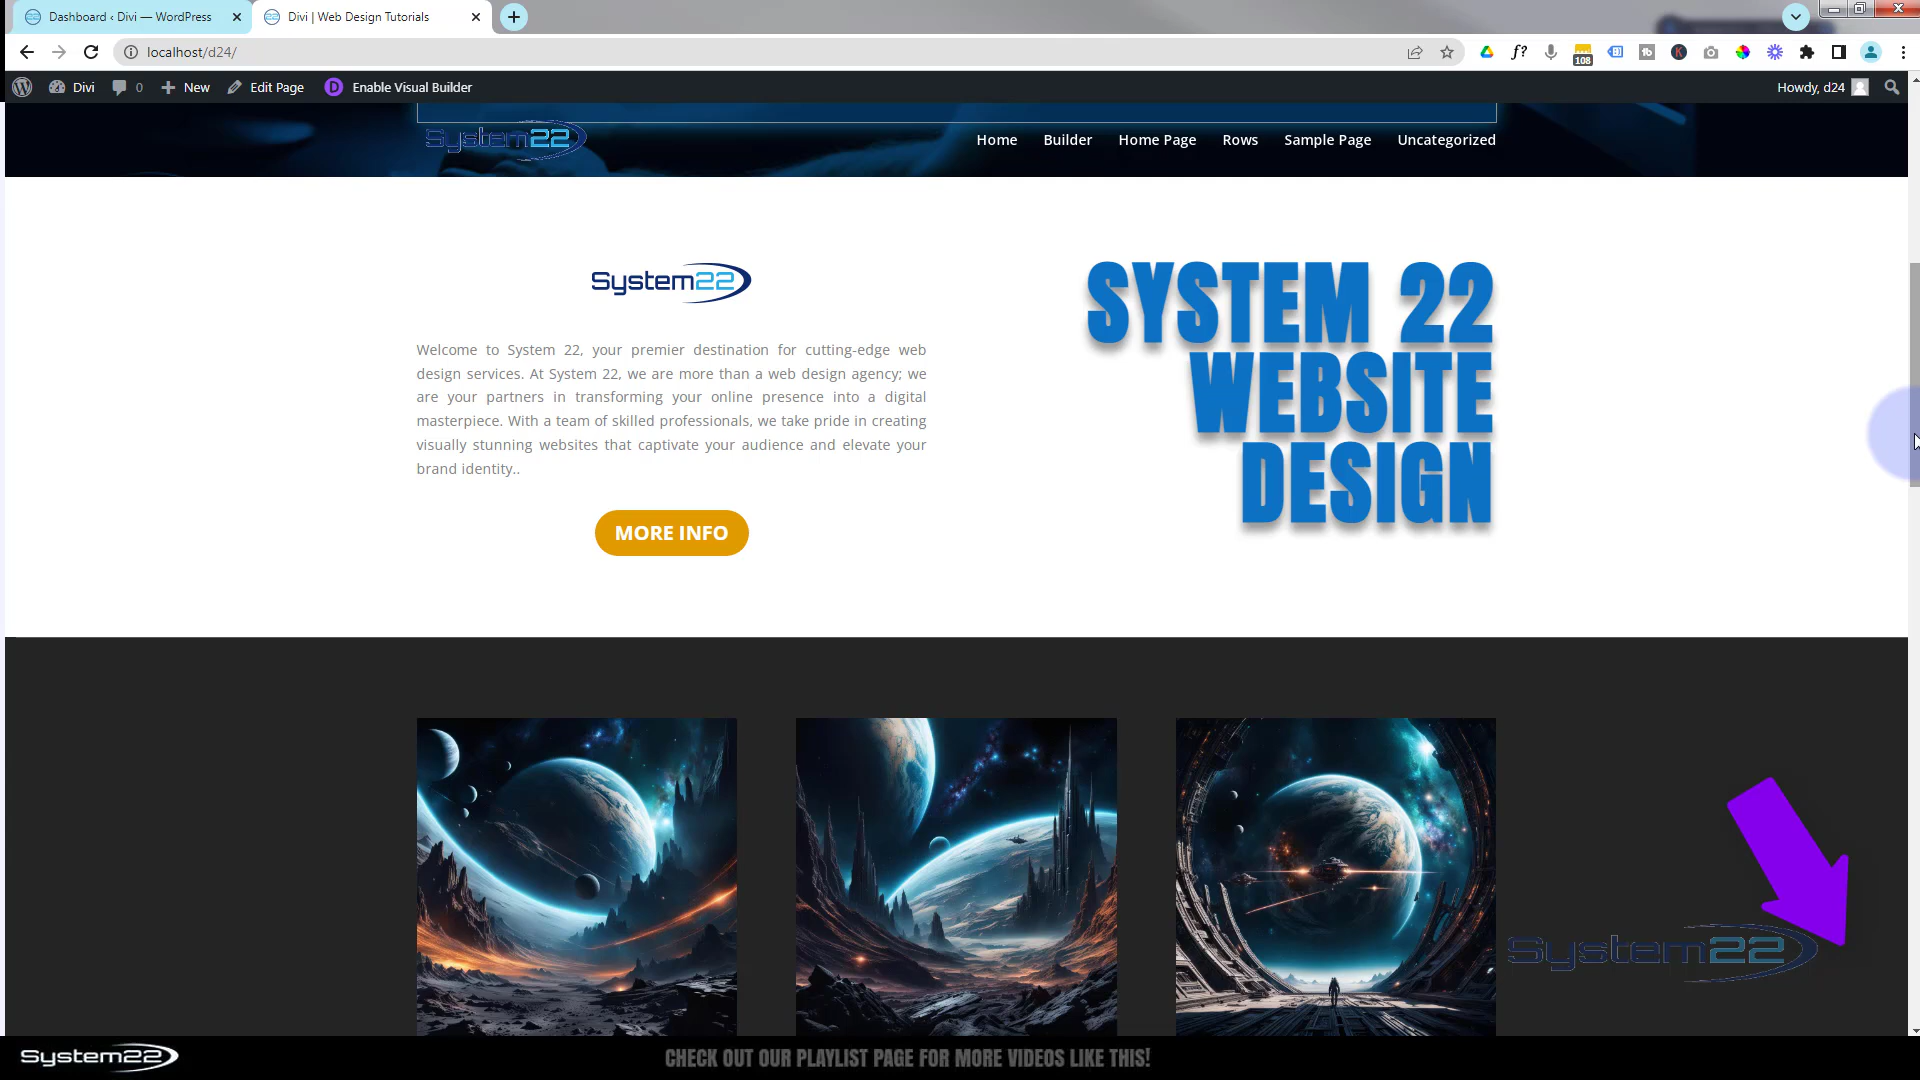 Dashboard ‹ Divi — WordPress
Divi | Web Design Tutorials
localhost/d24/
108
Divi
0
New
Edit Page
Enable Visual Builder
Howdy, d24
System22
Home
Builder
Home Page
Rows
Sample Page
Uncategorized
System22
Welcome to System 22, your premier destination for cutting-edge web
design services. At System 22, we are more than a web design agency; we
are your partners in transforming your online presence into a digital
masterpiece. With a team of skilled professionals, we take pride in creating
visually stunning websites that captivate your audience and elevate your
brand identity..
MORE INFO
SYSTEM 22
WEBSITE
DESIGN
System22
System22
CHECK OUT OUR PLAYLIST PAGE FOR MORE VIDEOS LIKE THIS!